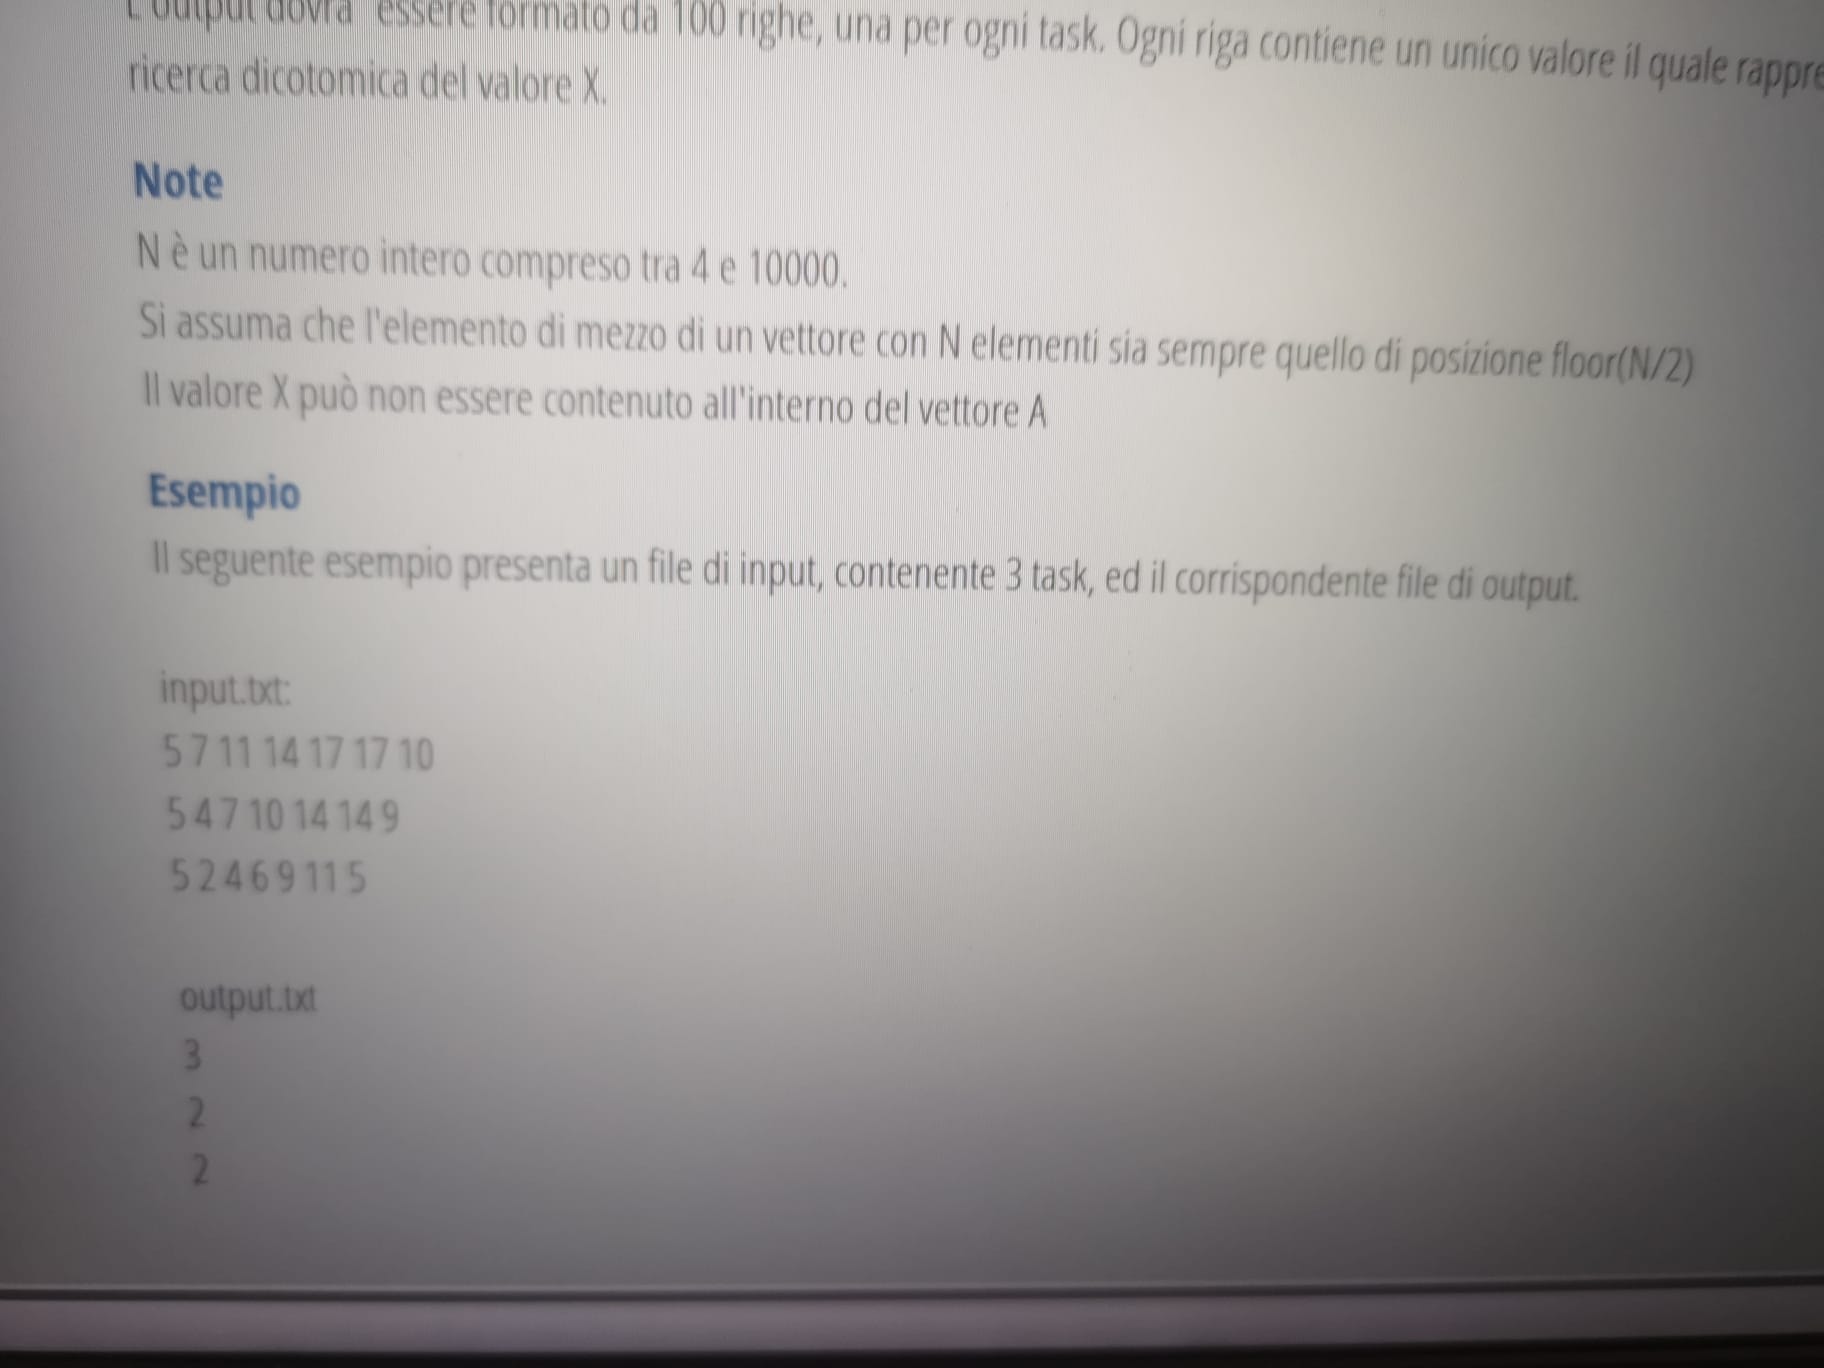 L'output dovra' essere formato da 100 righe, una per ogni task. Ogni riga contiene un unico valore il quale
ricerca dicotomica del valore X.
Note
N è un numero intero compreso tra 4 e 10000.
Si assuma che l'elemento di mezzo di un vettore con N elementi sia sempre quello di posizione floor(N/2)
Il valore X può non essere contenuto all'interno del vettore A
Esempio
Il seguente esempio presenta un file di input, contenente 3 task, ed il corrispondente file di output.
input.txt:
5 7 11 14 17 17 10
5 4 7 10 14 14 9
5 2 4 6 9 11 5
output.txt
3
2
2